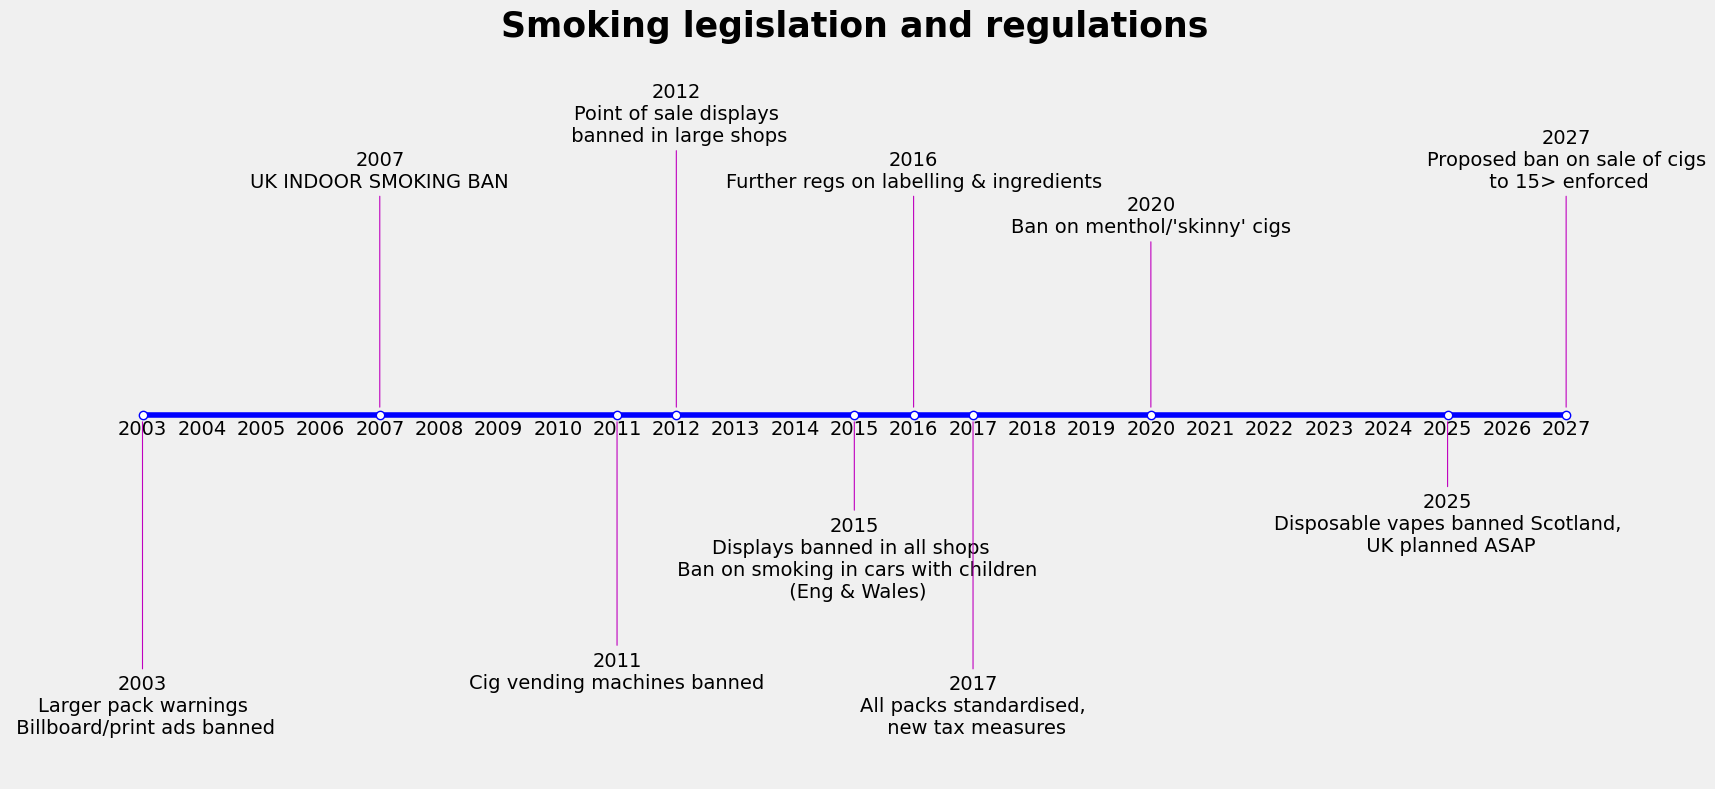 Smoking legislation and regulations
2012
Point of sale displays
banned in large shops
2007
UK INDOOR SMOKING BAN
2016
Further regs on labelling & ingredients
2020
Ban on menthol/'skinny' cigs
2027
Proposed ban on sale of cigs
to 15> enforced
2003 2004 2005 2006 2007 2008 2009 2010 2011 2012 2013 2014 2015 2016 2017 2018 2019 2020 2021 2022 2023 2024 2025 2026 2027
2003
Larger pack warnings
Billboard/print ads banned
2011
Cig vending machines banned
2015
Displays banned in all shops
Ban on smoking in cars with children
(Eng & Wales)
2017
All packs standardised,
new tax measures
2025
Disposable vapes banned Scotland,
UK planned ASAP